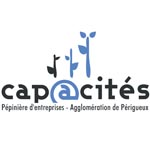 cap@cités
Pépinière d'entreprises - Agglomération de Périgueux